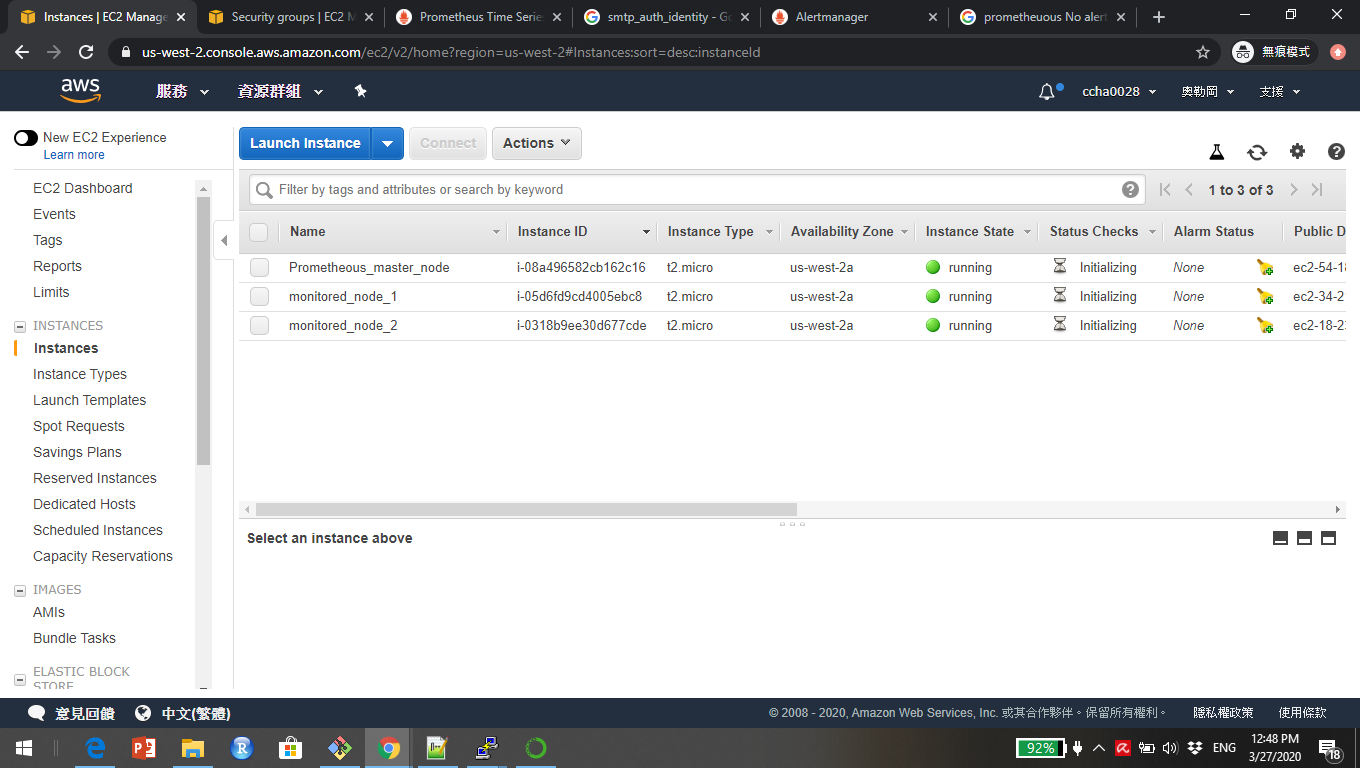 Instances | EC2 Manage
Security groups | EC2 M
Prometheus Time Serie
smtp_auth_identity - Go
Alertmanager
prometheuous No alert
us-west-2.console.aws.amazon.com/ec2/v2/home?region=us-west-2#Instances:sort=desc:instanceId
無痕模式
aws
服務
資源群組
ccha0028
奧勒岡
支援
New EC2 Experience
Learn more
EC2 Dashboard
Events
Tags
Reports
Limits
INSTANCES
Instances
Instance Types
Launch Templates
Spot Requests
Savings Plans
Reserved Instances
Dedicated Hosts
Scheduled Instances
Capacity Reservations
IMAGES
AMIs
Bundle Tasks
ELASTIC BLOCK
STORE
Launch Instance
Connect
Actions
Filter by tags and attributes or search by keyword
1 to 3 of 3
Name Instance ID Instance Type Availability Zone Instance State Status Checks Alarm Status Public D
Prometheous_master_node i-08a496582cb162c16 t2.micro us-west-2a running Initializing None ec2-54-18
monitored_node_1 i-05d6fd9cd4005ebc8 t2.micro us-west-2a running Initializing None ec2-34-2
monitored_node_2 i-0318b9ee30d677cde t2.micro us-west-2a running Initializing None ec2-18-23
Select an instance above
意見回饋
中文(繁體)
© 2008 - 2020, Amazon Web Services, Inc. 或其合作夥伴。保留所有權利。
隱私權政策
使用條款
92%
ENG
12:48 PM
3/27/2020
18